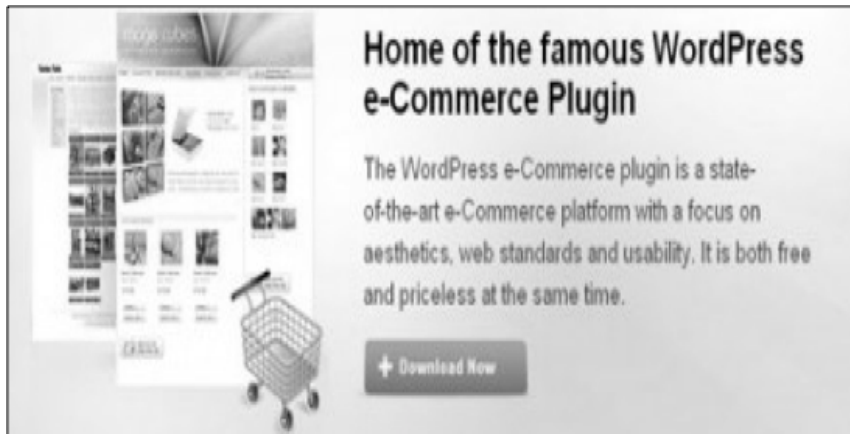 Home of the famous WordPress
e-Commerce Plugin
The WordPress e-Commerce plugin is a state-
of-the-art e-Commerce platform with a focus on
aesthetics, web standards and usability. It is both free
and priceless at the same time.
+ Download Now